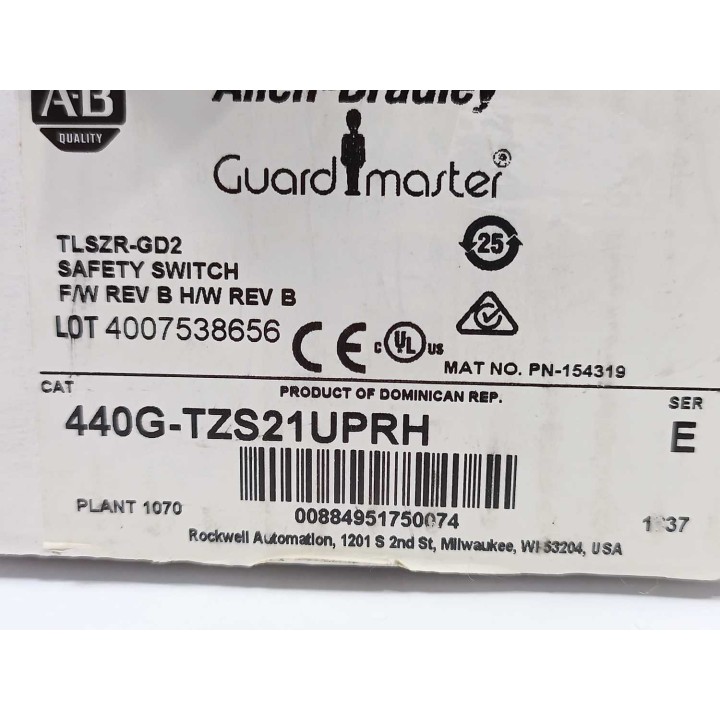 A-B
QUALITY
Allen-Bradley
Guardmaster®
25
TLSZR-GD2
SAFETY SWITCH
F/W REV B H/W REV B
LOT 4007538656
CE
c UL us
MAT NO. PN-154319
CAT
PRODUCT OF DOMINICAN REP.
SER
440G-TZS21UPRH
E
PLANT 1070
00884951750074
Rockwell Automation, 1201 S 2nd St, Milwaukee, WI 53204, USA